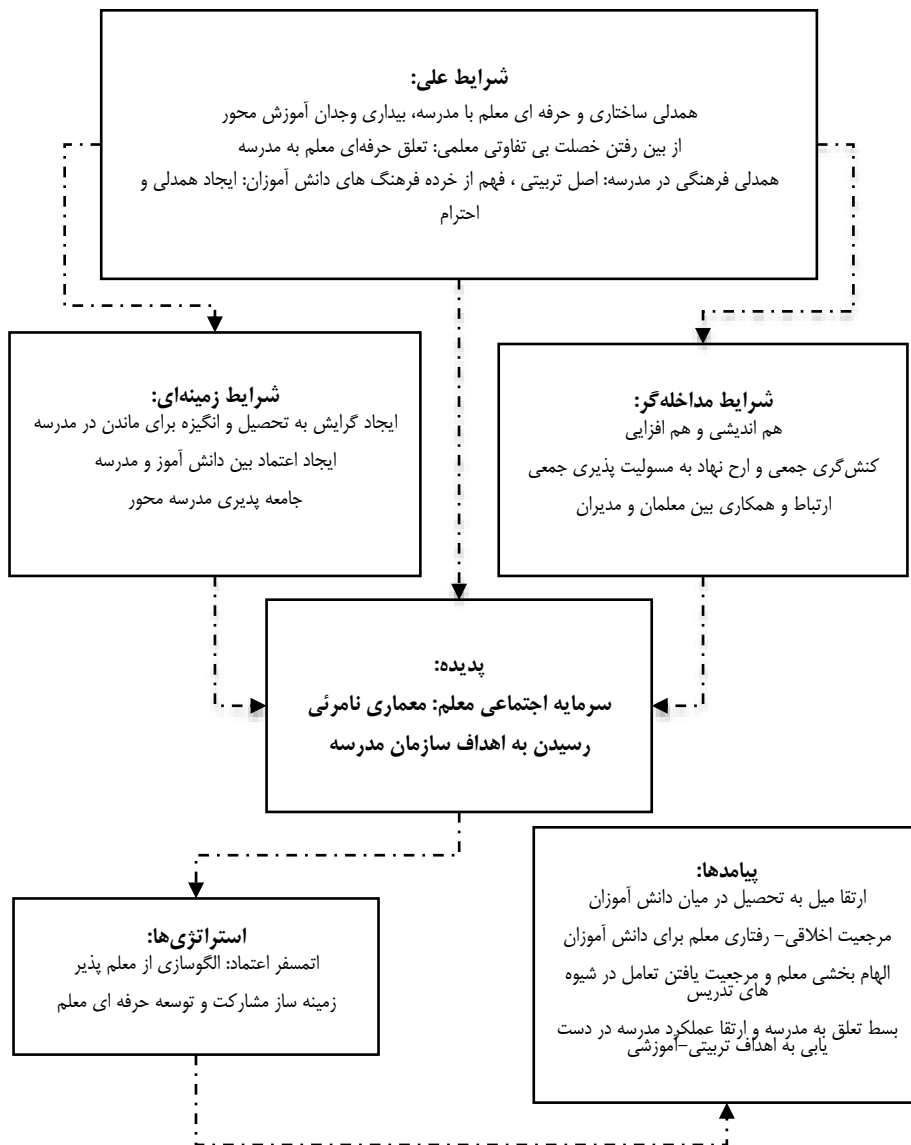 شرایط علی:
همدلی ساختاری و حرفه ای معلم با مدرسه، بیداری وجدان آموزش محور
از بین رفتن خصلت بی تفاوتی معلمی: تعلق حرفه‌ای معلم به مدرسه
همدلی فرهنگی در مدرسه: اصل تربیتی ، فهم از خرده فرهنگ های دانش آموزان: ایجاد همدلی و
احترام
شرایط مداخله‌گر:
هم اندیشی و هم افزایی
کنش‌گری جمعی و ارج نهاد به مسولیت پذیری جمعی
ارتباط و همکاری بین معلمان و مدیران
شرایط زمینه‌ای:
ایجاد گرایش به تحصیل و انگیزه برای ماندن در مدرسه
ایجاد اعتماد بین دانش آموز و مدرسه
جامعه پدیری مدرسه محور
پدیده:
سرمایه اجتماعی معلم: معماری نامرئی
رسیدن به اهداف سازمان مدرسه
پیامدها:
ارتقا میل به تحصیل در میان دانش آموزان
مرجعیت اخلاقی- رفتاری معلم برای دانش آموزان
الهام بخشی معلم و مرجعیت یافتن تعامل در شیوه
های تدریس
بسط تعلق به مدرسه و ارتقا عملکرد مدرسه در دست
یابی به اهداف تربیتی-آموزشی
استراتژی‌ها:
اتمسفر اعتماد: الگوسازی از معلم پذیر
زمینه ساز مشارکت و توسعه حرفه ای معلم